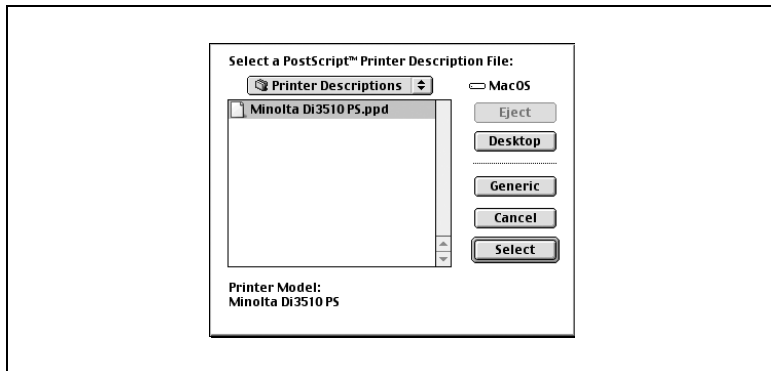 Select a PostScript™ Printer Description File:
Printer Descriptions
MacOS
Minolta Di3510 PS.ppd
Eject
Desktop
Generic
Cancel
Select
Printer Model:
Minolta Di3510 PS